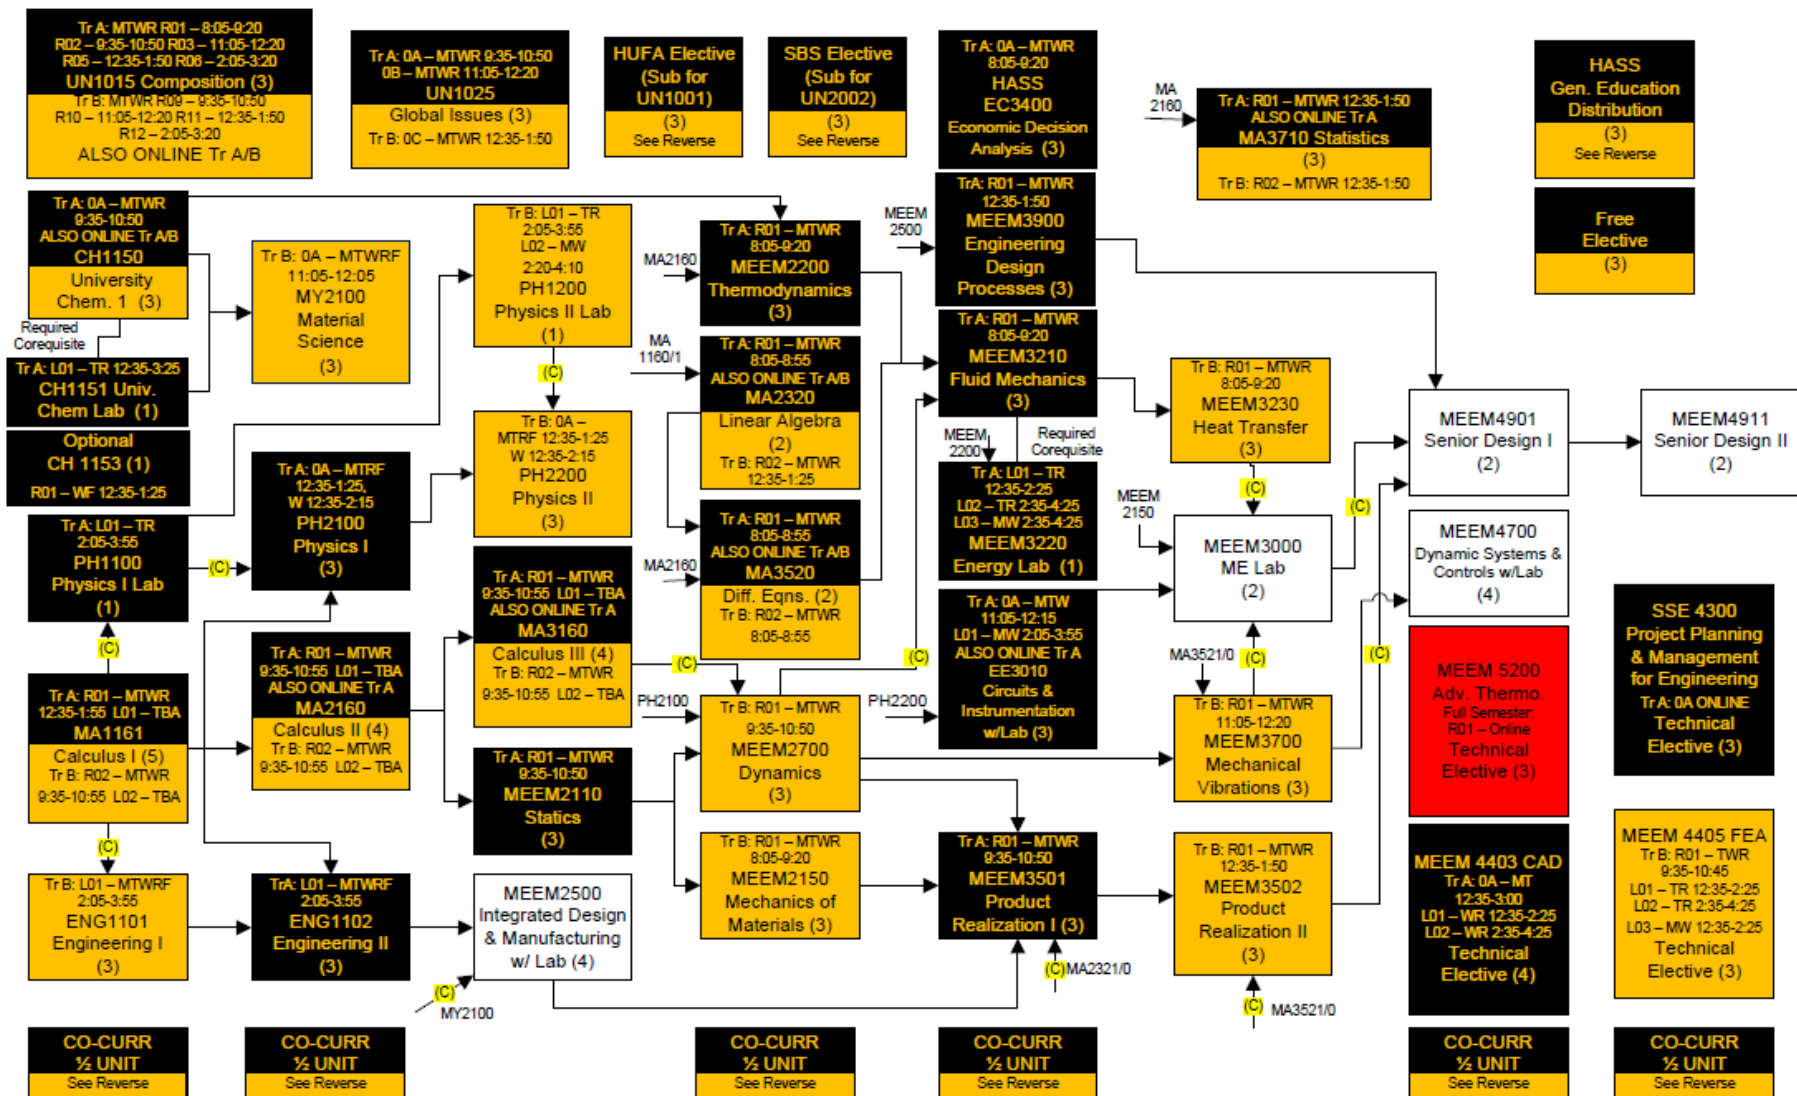 Tr A: MTWR R01 – 8:05-9:20
R02 – 9:35-10:50 R03 – 11:05-12:20
R05 – 12:35-1:50 R06 – 2:05-3:20
UN1015 Composition (3)
Tr B: MTWR R09 – 9:35-10:50
R10 – 11:05-12:20 R11 – 12:35-1:50
R12 – 2:05-3:20
ALSO ONLINE Tr A/B
Tr A: 0A – MTWR 9:35-10:50
0B – MTWR 11:05-12:20
UN1025
Global Issues (3)
Tr B: 0C – MTWR 12:35-1:50
HUFA Elective
(Sub for
UN1001)
(3)
See Reverse
SBS Elective
(Sub for
UN2002)
(3)
See Reverse
Tr A: 0A – MTWR
8:05-9:20
HASS
EC3400
Economic Decision
Analysis (3)
MA
2160
Tr A: R01 – MTWR 12:35-1:50
ALSO ONLINE Tr A
MA3710 Statistics
(3)
Tr B: R02 – MTWR 12:35-1:50
HASS
Gen. Education
Distribution
(3)
See Reverse
Free
Elective
(3)
Tr A: 0A – MTWR
9:35-10:50
ALSO ONLINE Tr A/B
CH1150
University
Chem. 1 (3)
Required
Corequisite
Tr A: L01 – TR 12:35-3:25
CH1151 Univ.
Chem Lab (1)
Optional
CH 1153 (1)
R01 – WF 12:35-1:25
Tr A: L01 – TR
2:05-3:55
PH1100
Physics I Lab
(1)
(C)
(C)
Tr A: R01 – MTWR
12:35-1:55 L01 – TBA
MA1161
Calculus I (5)
Tr B: R02 – MTWR
9:35-10:55 L02 – TBA
(C)
Tr B: L01 – MTWRF
2:05-3:55
ENG1101
Engineering I
(3)
Tr B: 0A – MTWRF
11:05-12:05
MY2100
Material
Science
(3)
Tr A: 0A – MTRF
12:35-1:25,
W 12:35-2:15
PH2100
Physics I
(3)
Tr A: R01 – MTWR
9:35-10:55 L01 – TBA
ALSO ONLINE Tr A
MA2160
Calculus II (4)
Tr B: R02 – MTWR
9:35-10:55 L02 – TBA
TrA: L01 – MTWRF
2:05-3:55
ENG1102
Engineering II
(3)
Tr B: L01 – TR
2:05-3:55
L02 – MW
2:20-4:10
PH1200
Physics II Lab
(1)
(C)
Tr B: 0A –
MTRF 12:35-1:25
W 12:35-2:15
PH2200
Physics II
(3)
Tr A: R01 – MTWR
9:35-10:55 L01 – TBA
ALSO ONLINE Tr A
MA3160
Calculus III (4)
Tr B: R02 – MTWR
9:35-10:55 L02 – TBA
Tr A: R01 – MTWR
9:35-10:50
MEEM2110
Statics
(3)
MEEM2500
Integrated Design
& Manufacturing
w/ Lab (4)
(C)
MY2100
MA2160
Tr A: R01 – MTWR
8:05-9:20
MEEM2200
Thermodynamics
(3)
MA
1160/1
Tr A: R01 – MTWR
8:05-8:55
ALSO ONLINE Tr A/B
MA2320
Linear Algebra
(2)
Tr B: R02 – MTWR
12:35-1:25
MA2160
Tr A: R01 – MTWR
8:05-8:55
ALSO ONLINE Tr A/B
MA3520
Diff. Eqns. (2)
Tr B: R02 – MTWR
8:05-8:55
(C)
PH2100
Tr B: R01 – MTWR
9:35-10:50
MEEM2700
Dynamics
(3)
Tr B: R01 – MTWR
8:05-9:20
MEEM2150
Mechanics of
Materials (3)
MEEM
2500
TrA: R01 – MTWR
12:35-1:50
MEEM3900
Engineering
Design
Processes (3)
Tr A: R01 – MTWR
8:05-9:20
MEEM3210
Fluid Mechanics
(3)
MEEM
2200
Required
Corequisite
Tr A: L01 – TR
12:35-2:25
L02 – TR 2:35-4:25
L03 – MW 2:35-4:25
MEEM3220
Energy Lab (1)
(C)
PH2200
Tr A: 0A – MTW
11:05-12:15
L01 – MW 2:05-3:55
ALSO ONLINE Tr A
EE3010
Circuits &
Instrumentation
w/Lab (3)
Tr A: R01 – MTWR
9:35-10:50
MEEM3501
Product
Realization I (3)
(C)
MA2321/0
Tr B: R01 – MTWR
8:05-9:20
MEEM3230
Heat Transfer
(3)
(C)
MEEM
2150
MEEM3000
ME Lab
(2)
MA3521/0
(C)
Tr B: R01 – MTWR
11:05-12:20
MEEM3700
Mechanical
Vibrations (3)
Tr B: R01 – MTWR
12:35-1:50
MEEM3502
Product
Realization II
(3)
(C)
MA3521/0
(C)
(C)
MEEM4901
Senior Design I
(2)
MEEM4911
Senior Design II
(2)
MEEM4700
Dynamic Systems &
Controls w/Lab
(4)
MEEM 5200
Adv. Thermo.
Full Semester:
R01 – Online
Technical
Elective (3)
SSE 4300
Project Planning
& Management
for Engineering
Tr A: 0A ONLINE
Technical
Elective (3)
MEEM 4403 CAD
Tr A: 0A – MT
12:35-3:00
L01 – WR 12:35-2:25
L02 – WR 2:35-4:25
Technical
Elective (4)
MEEM 4405 FEA
Tr B: R01 – TWR
9:35-10:45
L01 – TR 12:35-2:25
L02 – TR 2:35-4:25
L03 – MW 12:35-2:25
Technical
Elective (3)
CO-CURR
½ UNIT
See Reverse
CO-CURR
½ UNIT
See Reverse
CO-CURR
½ UNIT
See Reverse
CO-CURR
½ UNIT
See Reverse
CO-CURR
½ UNIT
See Reverse
CO-CURR
½ UNIT
See Reverse